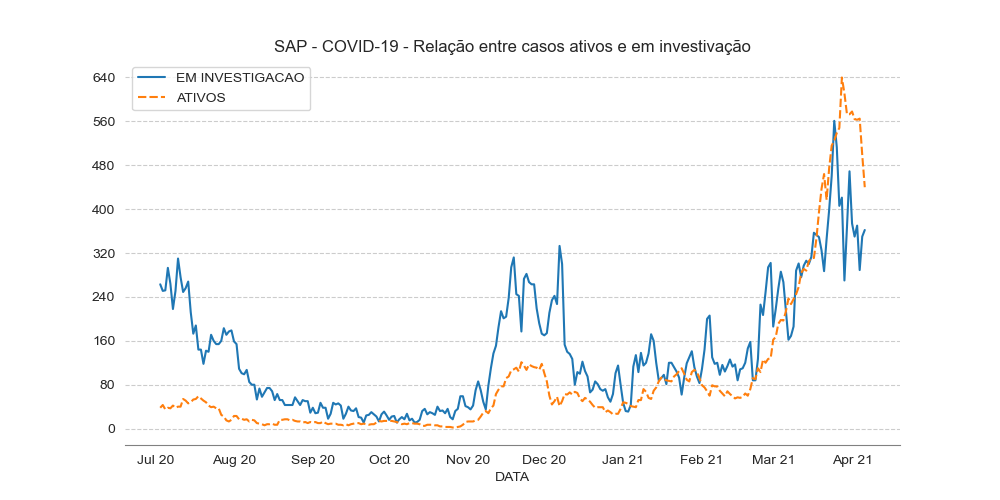 SAP - COVID-19 - Relação entre casos ativos e em investivação
EM INVESTIGACAO
ATIVOS
640
560
480
400
320
240
160
80
0
Jul 20 Aug 20 Sep 20 Oct 20 Nov 20 Dec 20 Jan 21 Feb 21 Mar 21 Apr 21
DATA